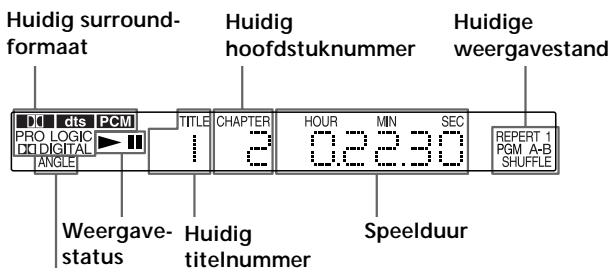 Huidig surround-
formaat
Huidig
hoofdstuknummer
Huidige
weergavestand
dts PCM
PRO LOGIC
DIGITAL
ANGLE
TITLE
1
CHAPTER
2
HOUR MIN SEC
0.22.30
REPERT 1
PGM A-B
SHUFFLE
Weergave-
status
Huidig
titelnummer
Speelduur